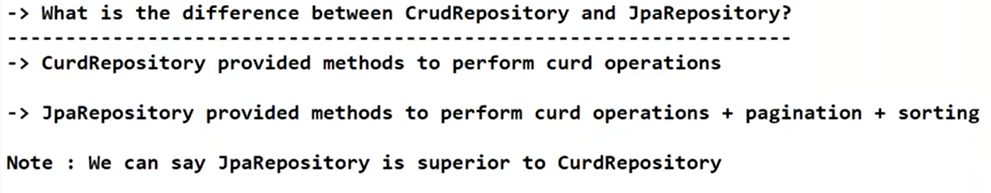 -> What is the difference between CrudRepository and JpaRepository?
-----------------------------------------------------------------
-> CurdRepository provided methods to perform curd operations
-> JpaRepository provided methods to perform curd operations + pagination + sorting
Note : We can say JpaRepository is superior to CurdRepository